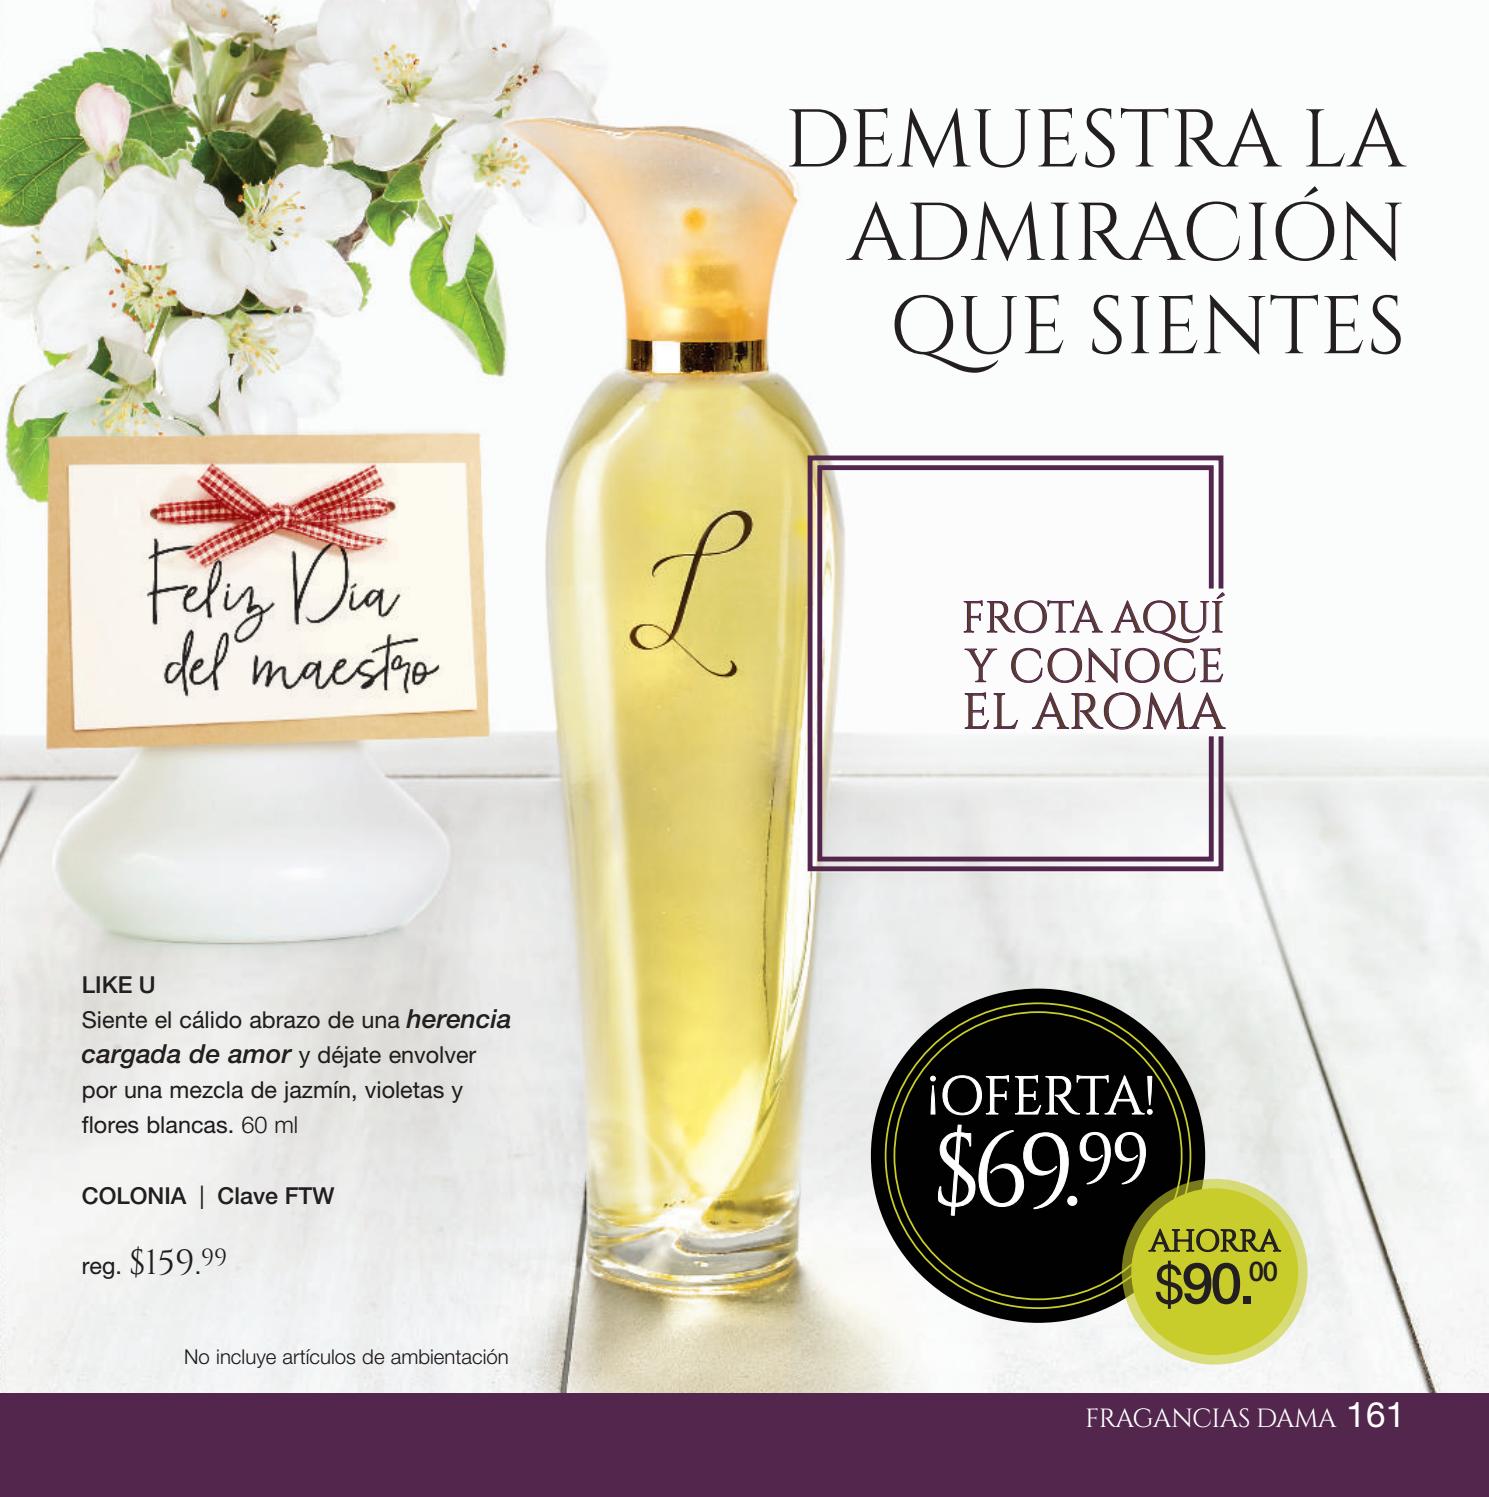 DEMUESTRA LA
ADMIRACIÓN
QUE SIENTES
Feliz Día
del maestro
L
FROTA AQUÍ
Y CONOCE
EL AROMA
LIKE U
Siente el cálido abrazo de una herencia
cargada de amor y déjate envolver
por una mezcla de jazmín, violetas y
flores blancas. 60 ml
COLONIA | Clave FTW
reg. $159.99
No incluye artículos de ambientación
¡OFERTA!
$69.99
AHORRA
$90.00
FRAGANCIAS DAMA 161